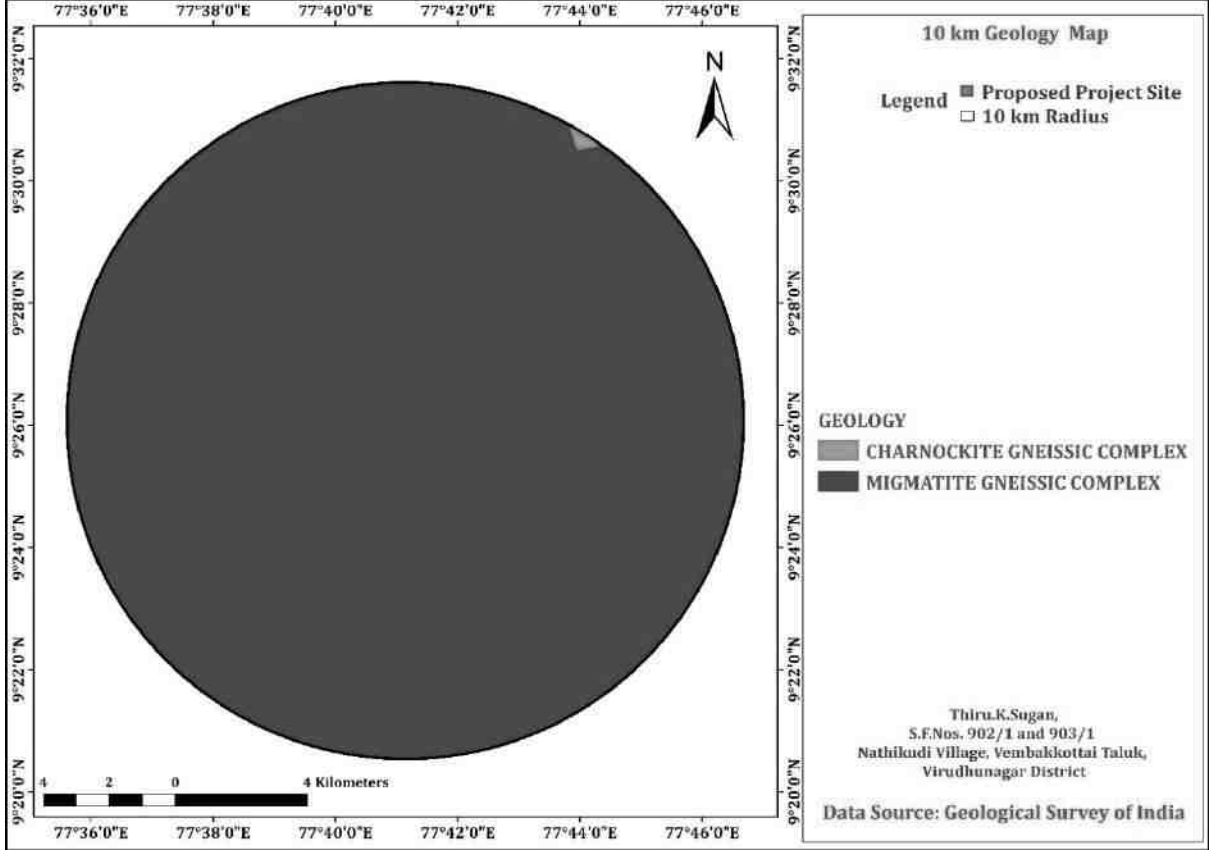 77°36'0"E 77°38'0"E 77°40'0"E 77°42'0"E 77°44'0"E 77°46'0"E
9°32'0"N
9°30'0"N
9°28'0"N
9°26'0"N
9°24'0"N
9°22'0"N
9°20'0"N
N
4 2 0 4 Kilometers
9°32'0"N
9°30'0"N
9°28'0"N
9°26'0"N
9°24'0"N
9°22'0"N
9°20'0"N
77°36'0"E 77°38'0"E 77°40'0"E 77°42'0"E 77°44'0"E 77°46'0"E
10 km Geology Map
Legend
Proposed Project Site
10 km Radius
GEOLOGY
CHARNOCKITE GNEISSIC COMPLEX
MIGMATITE GNEISSIC COMPLEX
Thiru.K.Sugan,
S.F.Nos. 902/1 and 903/1
Nathikudi Village, Vembakkottai Taluk,
Virudhunagar District
Data Source: Geological Survey of India